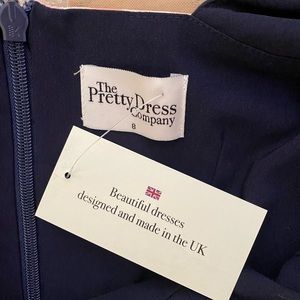 The
Pretty Dress
Company
8
Beautiful dresses
designed and made in the UK